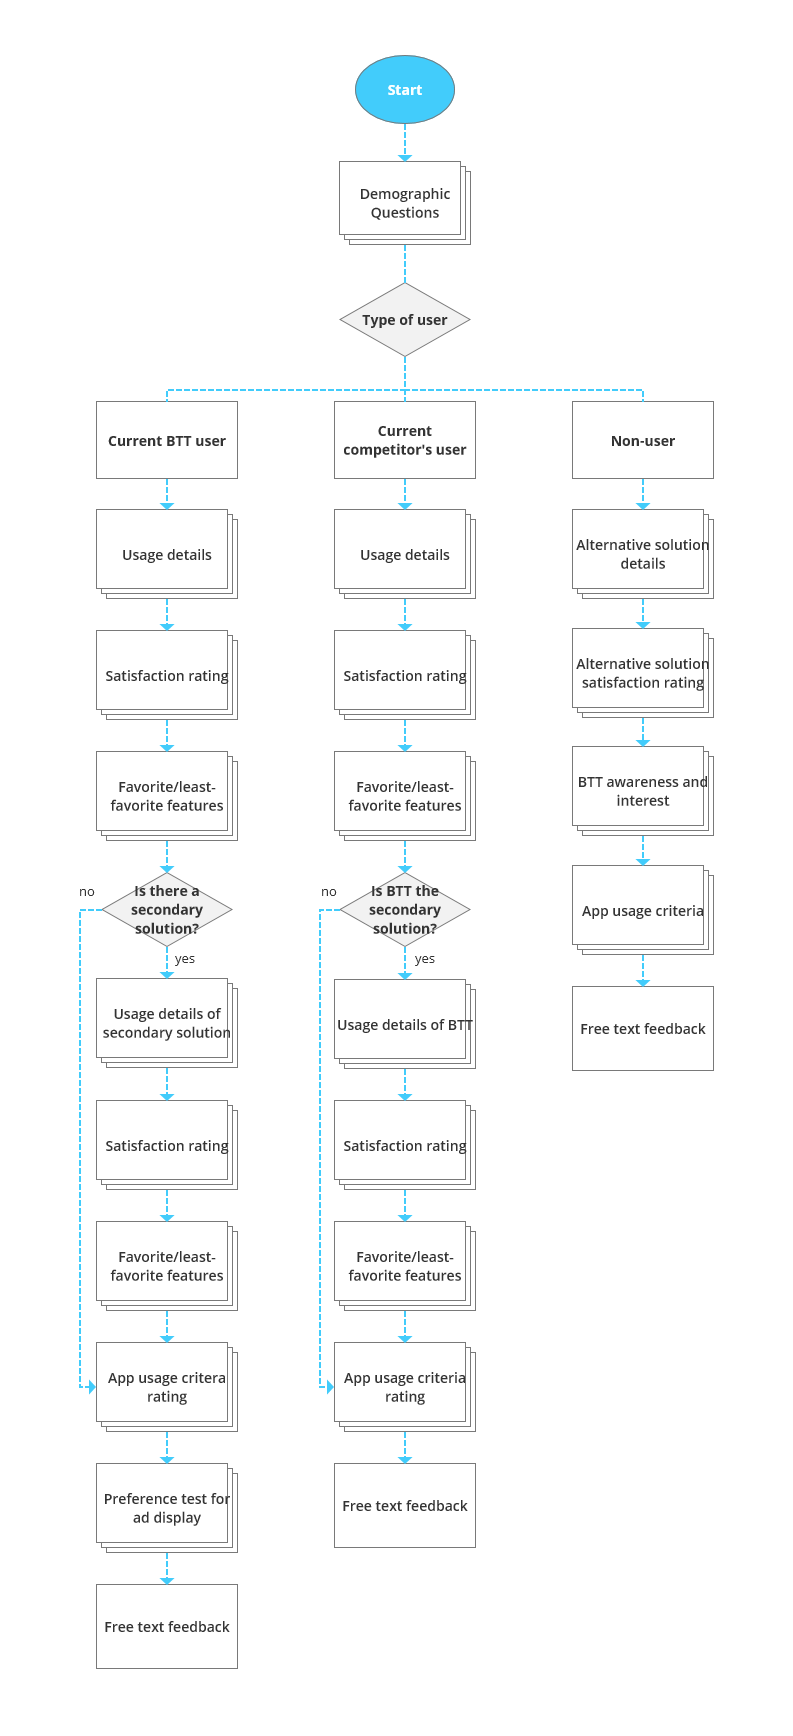 Start
Demographic
Questions
Type of user
Current BTT user
Usage details
Satisfaction rating
Favorite/least-
favorite features
Is there a
secondary
solution?
no
yes
Usage details of
secondary solution
Satisfaction rating
Favorite/least-
favorite features
App usage critera
rating
Preference test for
ad display
Free text feedback
Current
competitor's user
Usage details
Satisfaction rating
Favorite/least-
favorite features
Is BTT the
secondary
solution?
no
yes
Usage details of BTT
Satisfaction rating
Favorite/least-
favorite features
App usage criteria
rating
Free text feedback
Non-user
Alternative solution
details
Alternative solution
satisfaction rating
BTT awareness and
interest
App usage criteria
Free text feedback